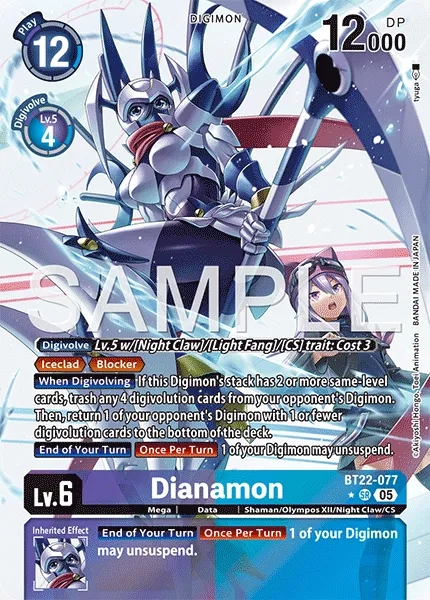 DIGIMON
Play
12
12000
DP
Digivolve
Lv.5
4
tyuga
SAMPLE
©Akiyoshi Hongo, Toei Animation BANDAI MADE IN JAPAN
Digivolve Lv.5 w/[Night Claw]/[Light Fang]/[CS] trait: Cost 3
Iceclad Blocker
When Digivolving If this Digimon's stack has 2 or more same-level
cards, trash any 4 digivolution cards from your opponent's Digimon.
Then, return 1 of your opponent's Digimon with 1 or fewer
digivolution cards to the bottom of the deck.
End of Your Turn Once Per Turn 1 of your Digimon may unsuspend.
Lv.6
Dianamon
BT22-077
SR 05
Mega Data Shaman/Olympos XII/Night Claw/CS
Inherited Effect
End of Your Turn Once Per Turn 1 of your Digimon
may unsuspend.